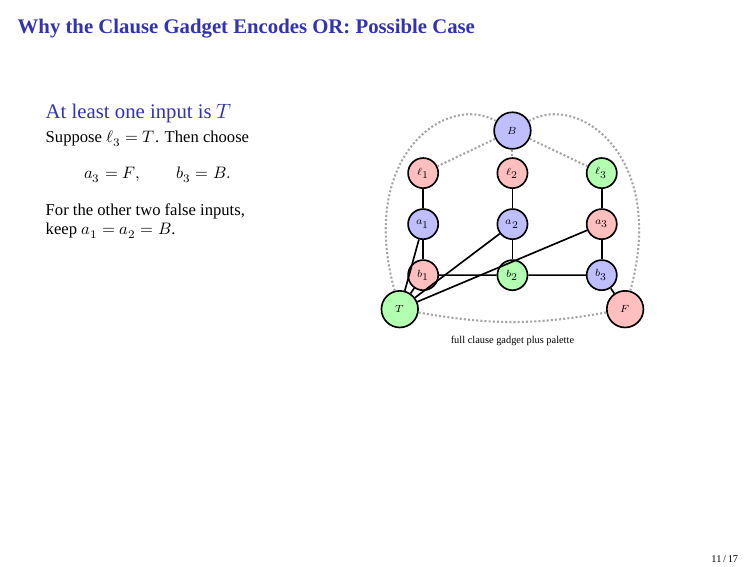 Why the Clause Gadget Encodes OR: Possible Case
At least one input is T
Suppose ℓ₃ = T. Then choose
a₃ = F, b₃ = B.
For the other two false inputs,
keep a₁ = a₂ = B.
B
ℓ₁ ℓ₂ ℓ₃
a₁ a₂ a₃
b₁ b₂ b₃
T F
full clause gadget plus palette
11 / 17